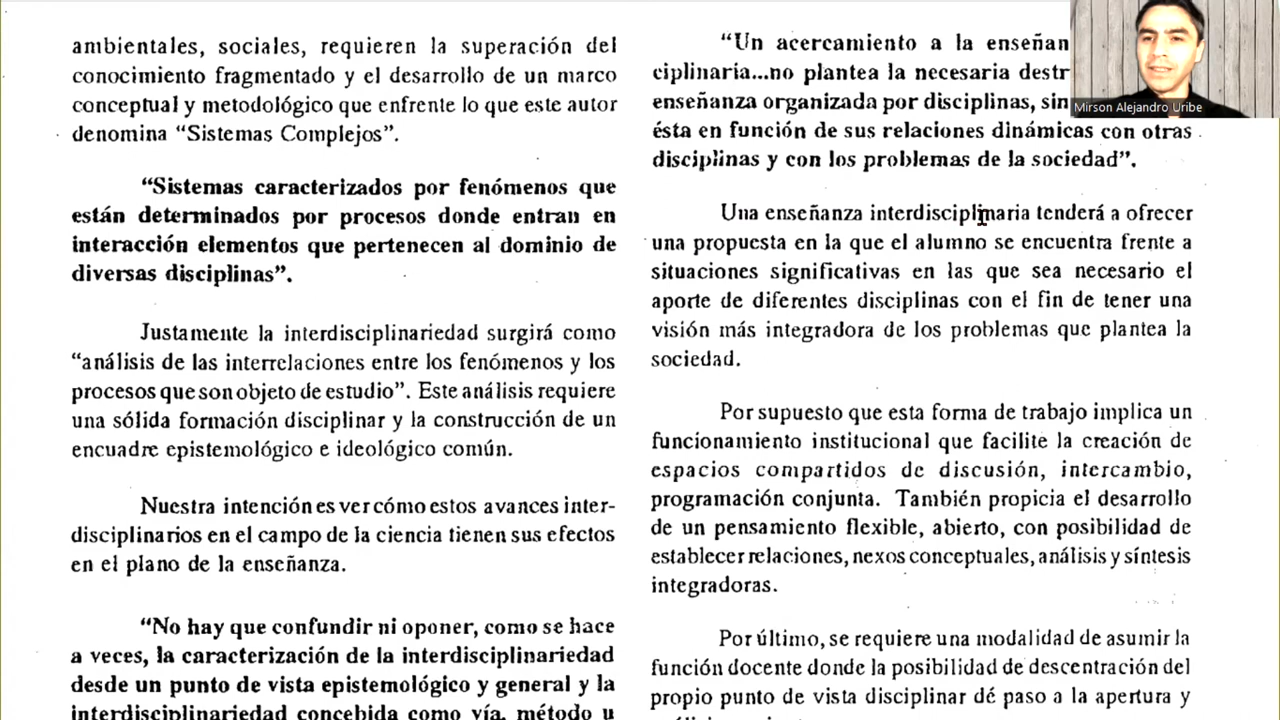 ambientales, sociales, requieren la superación del
conocimiento fragmentado y el desarrollo de un marco
conceptual y metodológico que enfrente lo que este autor
denomina “Sistemas Complejos”.
“Sistemas caracterizados por fenómenos que
están determinados por procesos donde entran en
interacción elementos que pertenecen al dominio de
diversas disciplinas”.
Justamente la interdisciplinariedad surgirá como
“análisis de las interrelaciones entre los fenómenos y los
procesos que son objeto de estudio”. Este análisis requiere
una sólida formación disciplinar y la construcción de un
encuadre epistemológico e ideológico común.
Nuestra intención es ver cómo estos avances inter-
disciplinarios en el campo de la ciencia tienen sus efectos
en el plano de la enseñanza.
“No hay que confundir ni oponer, como se hace
a veces, la caracterización de la interdisciplinariedad
desde un punto de vista epistemológico y general y la
interdisciplinariedad concebida como vía, método u
“Un acercamiento a la enseñan
ciplinaria...no plantea la necesaria destr
enseñanza organizada por disciplinas, sin
ésta en función de sus relaciones dinámicas con otras
disciplinas y con los problemas de la sociedad”.
Una enseñanza interdisciplinaria tenderá a ofrecer
una propuesta en la que el alumno se encuentra frente a
situaciones significativas en las que sea necesario el
aporte de diferentes disciplinas con el fin de tener una
visión más integradora de los problemas que plantea la
sociedad.
Por supuesto que esta forma de trabajo implica un
funcionamiento institucional que facilite la creación de
espacios compartidos de discusión, intercambio,
programación conjunta. También propicia el desarrollo
de un pensamiento flexible, abierto, con posibilidad de
establecer relaciones, nexos conceptuales, análisis y síntesis
integradoras.
Por último, se requiere una modalidad de asumir la
función docente donde la posibilidad de descentración del
propio punto de vista disciplinar dé paso a la apertura y
Mirson Alejandro Uribe